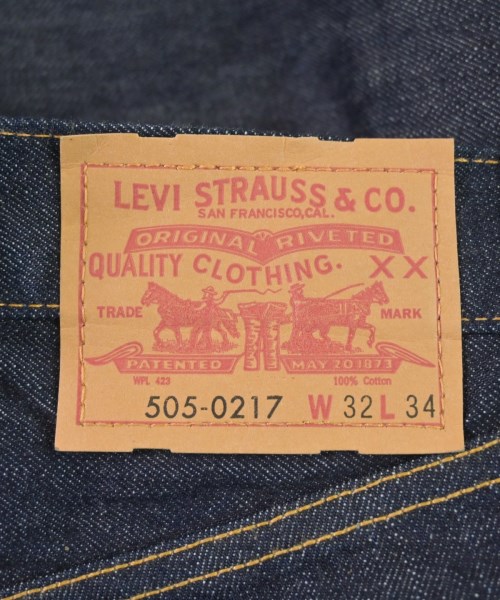 LEVI STRAUSS & CO.
SAN FRANCISCO, CAL.
ORIGINAL RIVETED
QUALITY CLOTHING. XX
TRADE MARK
PATENTED MAY 20 1873
WPL 423 100% Cotton
505-0217 W 32 L 34